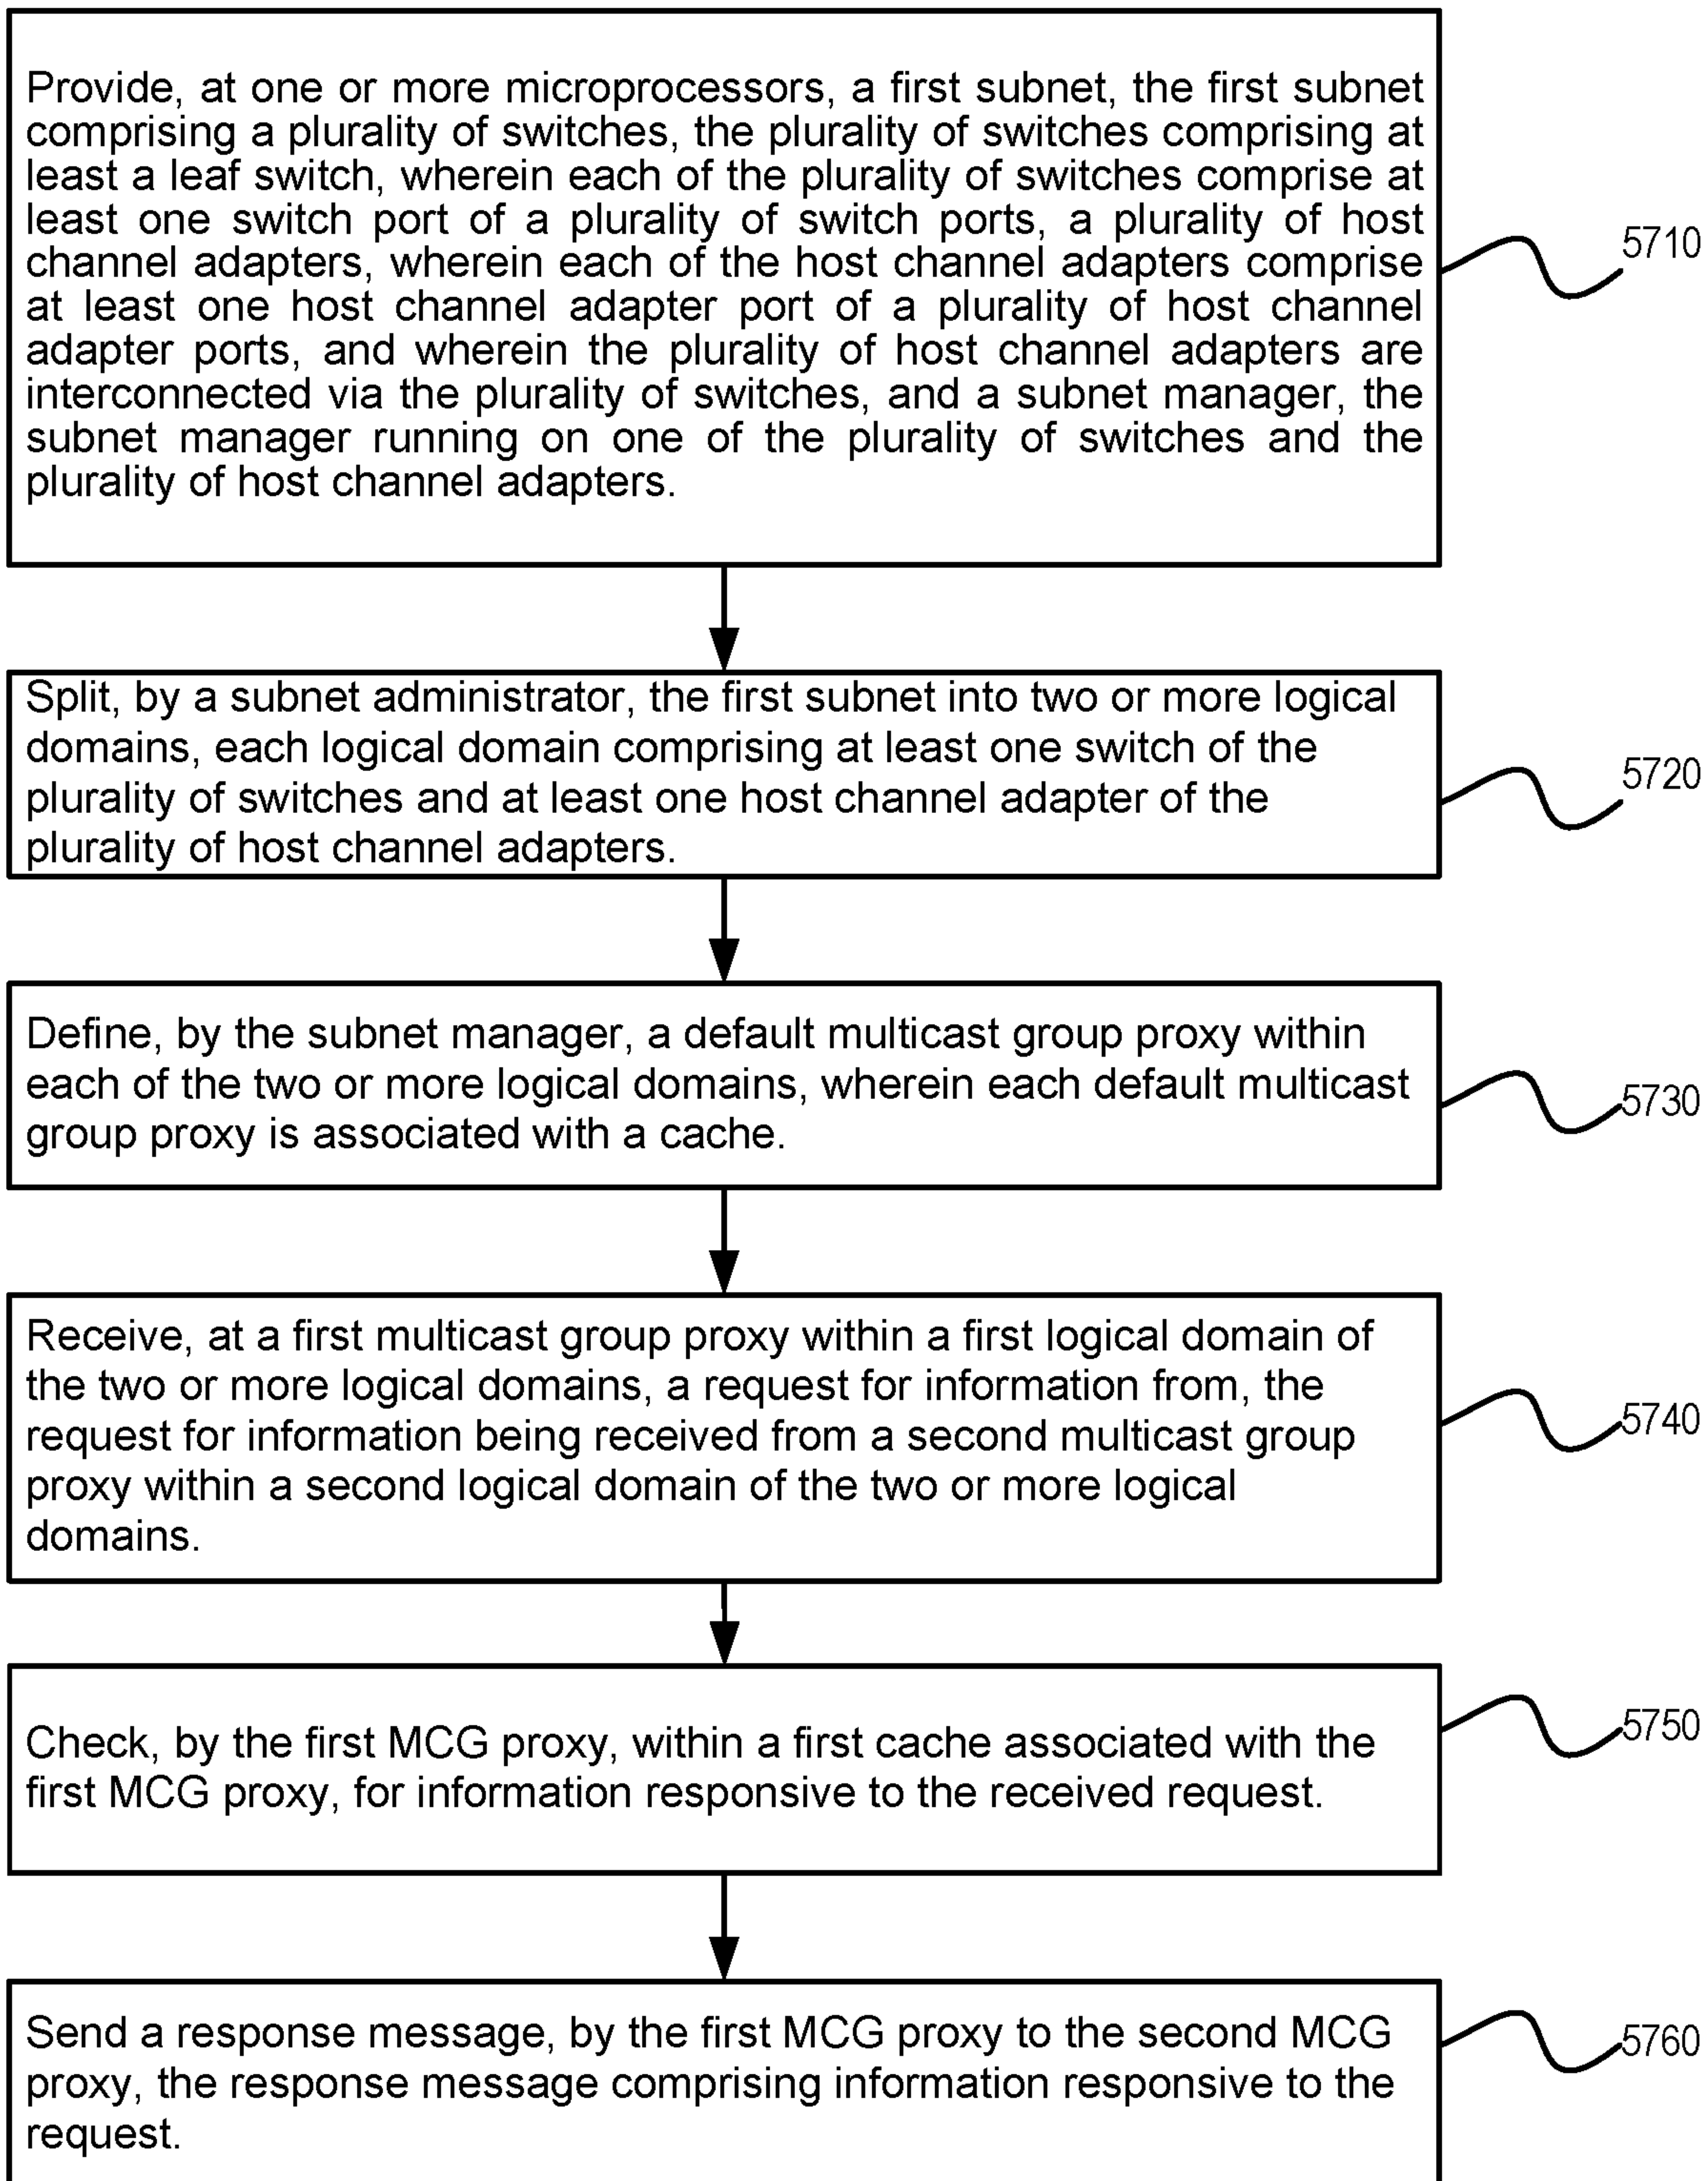 Provide, at one or more microprocessors, a first subnet, the first subnet
comprising a plurality of switches, the plurality of switches comprising at
least a leaf switch, wherein each of the plurality of switches comprise at
least one switch port of a plurality of switch ports, a plurality of host
channel adapters, wherein each of the host channel adapters comprise
at least one host channel adapter port of a plurality of host channel
adapter ports, and wherein the plurality of host channel adapters are
interconnected via the plurality of switches, and a subnet manager, the
subnet manager running on one of the plurality of switches and the
plurality of host channel adapters.
5710
Split, by a subnet administrator, the first subnet into two or more logical
domains, each logical domain comprising at least one switch of the
plurality of switches and at least one host channel adapter of the
plurality of host channel adapters.
5720
Define, by the subnet manager, a default multicast group proxy within
each of the two or more logical domains, wherein each default multicast
group proxy is associated with a cache.
5730
Receive, at a first multicast group proxy within a first logical domain of
the two or more logical domains, a request for information from, the
request for information being received from a second multicast group
proxy within a second logical domain of the two or more logical
domains.
5740
Check, by the first MCG proxy, within a first cache associated with the
first MCG proxy, for information responsive to the received request.
5750
Send a response message, by the first MCG proxy to the second MCG
proxy, the response message comprising information responsive to the
request.
5760